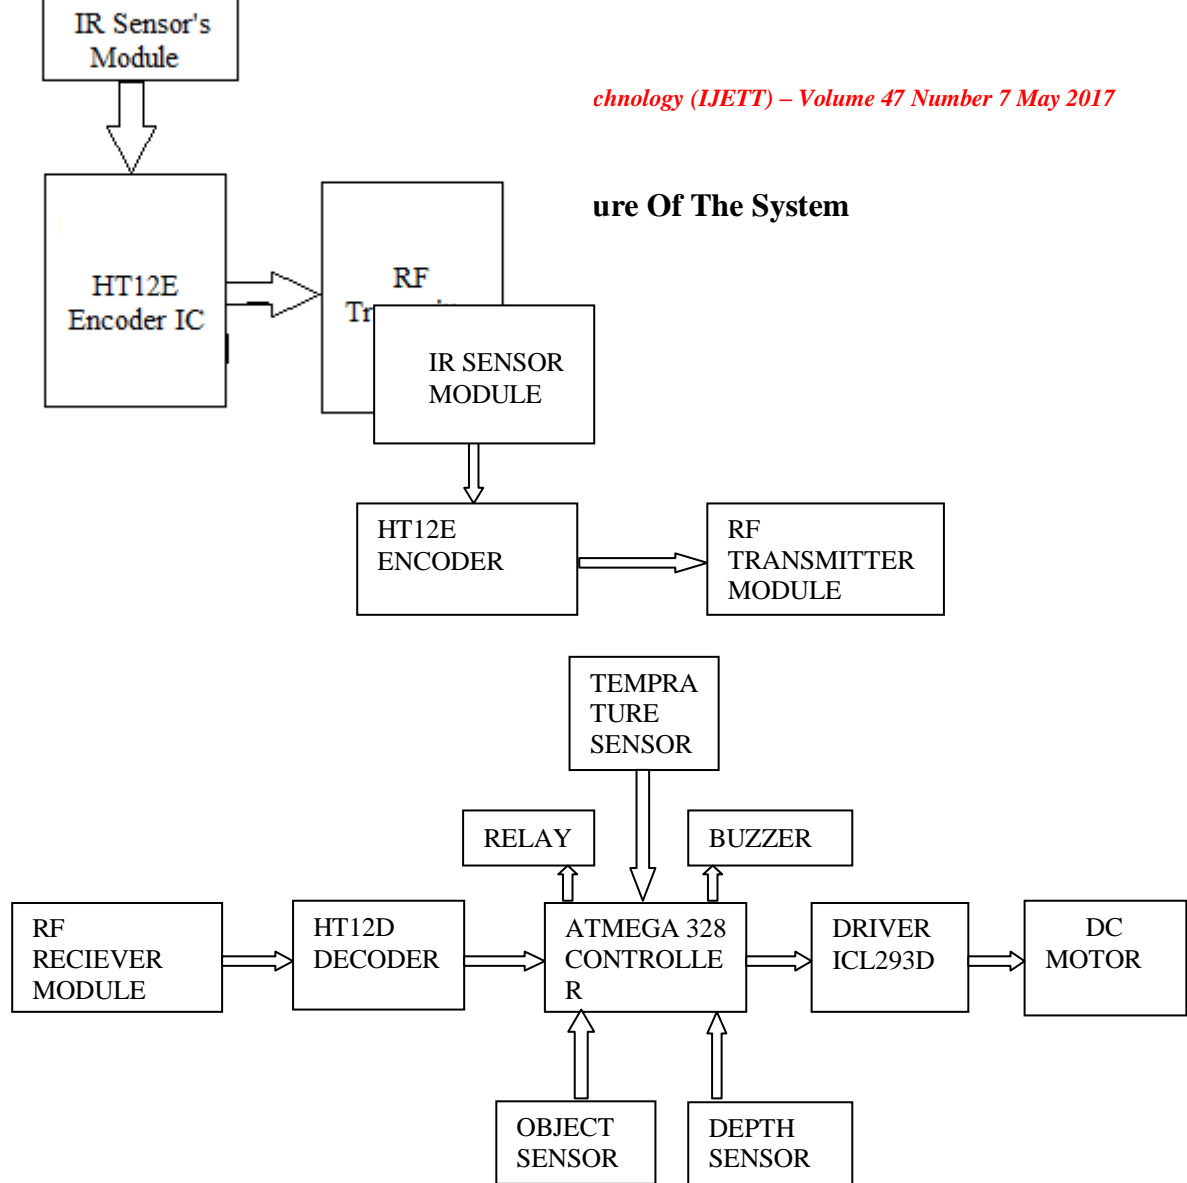 IR Sensor's
Module
chnology (IJETT) – Volume 47 Number 7 May 2017
ure Of The System
HT12E
Encoder IC
RF
IR SENSOR
MODULE
HT12E
ENCODER
RF
TRANSMITTER
MODULE
TEMPRA
TURE
SENSOR
RELAY
BUZZER
RF
RECIEVER
MODULE
HT12D
DECODER
ATMEGA 328
CONTROLLE
R
DRIVER
ICL293D
DC
MOTOR
OBJECT
SENSOR
DEPTH
SENSOR